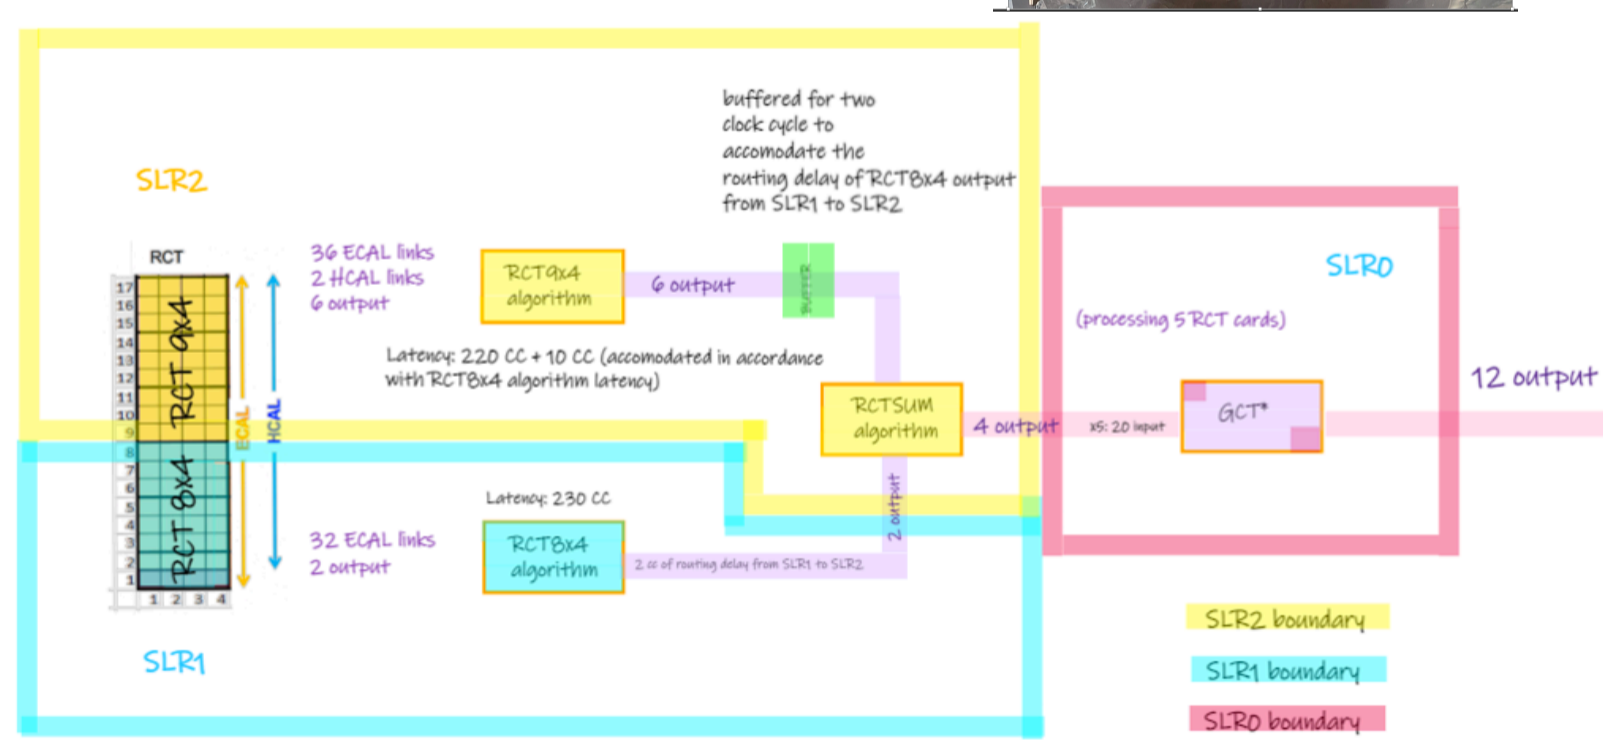 buffered for two
clock cycle to
accomodate the
routing delay of RCT8x4 output
from SLR1 to SLR2
SLR2
RCT
36 ECAL links
2 HCAL links
6 output
RCT9x4
algorithm
6 output
BUFFER
SLR0
(processing 5 RCT cards)
17
16
15
14
13
12
11
10
9
8
7
6
5
4
3
2
1
1 2 3 4
RCT 9x4
RCT 8x4
ECAL
HCAL
Latency: 220 CC + 10 CC (accomodated in accordance
with RCT8x4 algorithm latency)
RCTSUM
algorithm
4 output
x5: 20 input
GCT*
12 output
2 output
Latency: 230 CC
32 ECAL links
2 output
RCT8x4
algorithm
2 cc of routing delay from SLR1 to SLR2
SLR1
SLR2 boundary
SLR1 boundary
SLR0 boundary